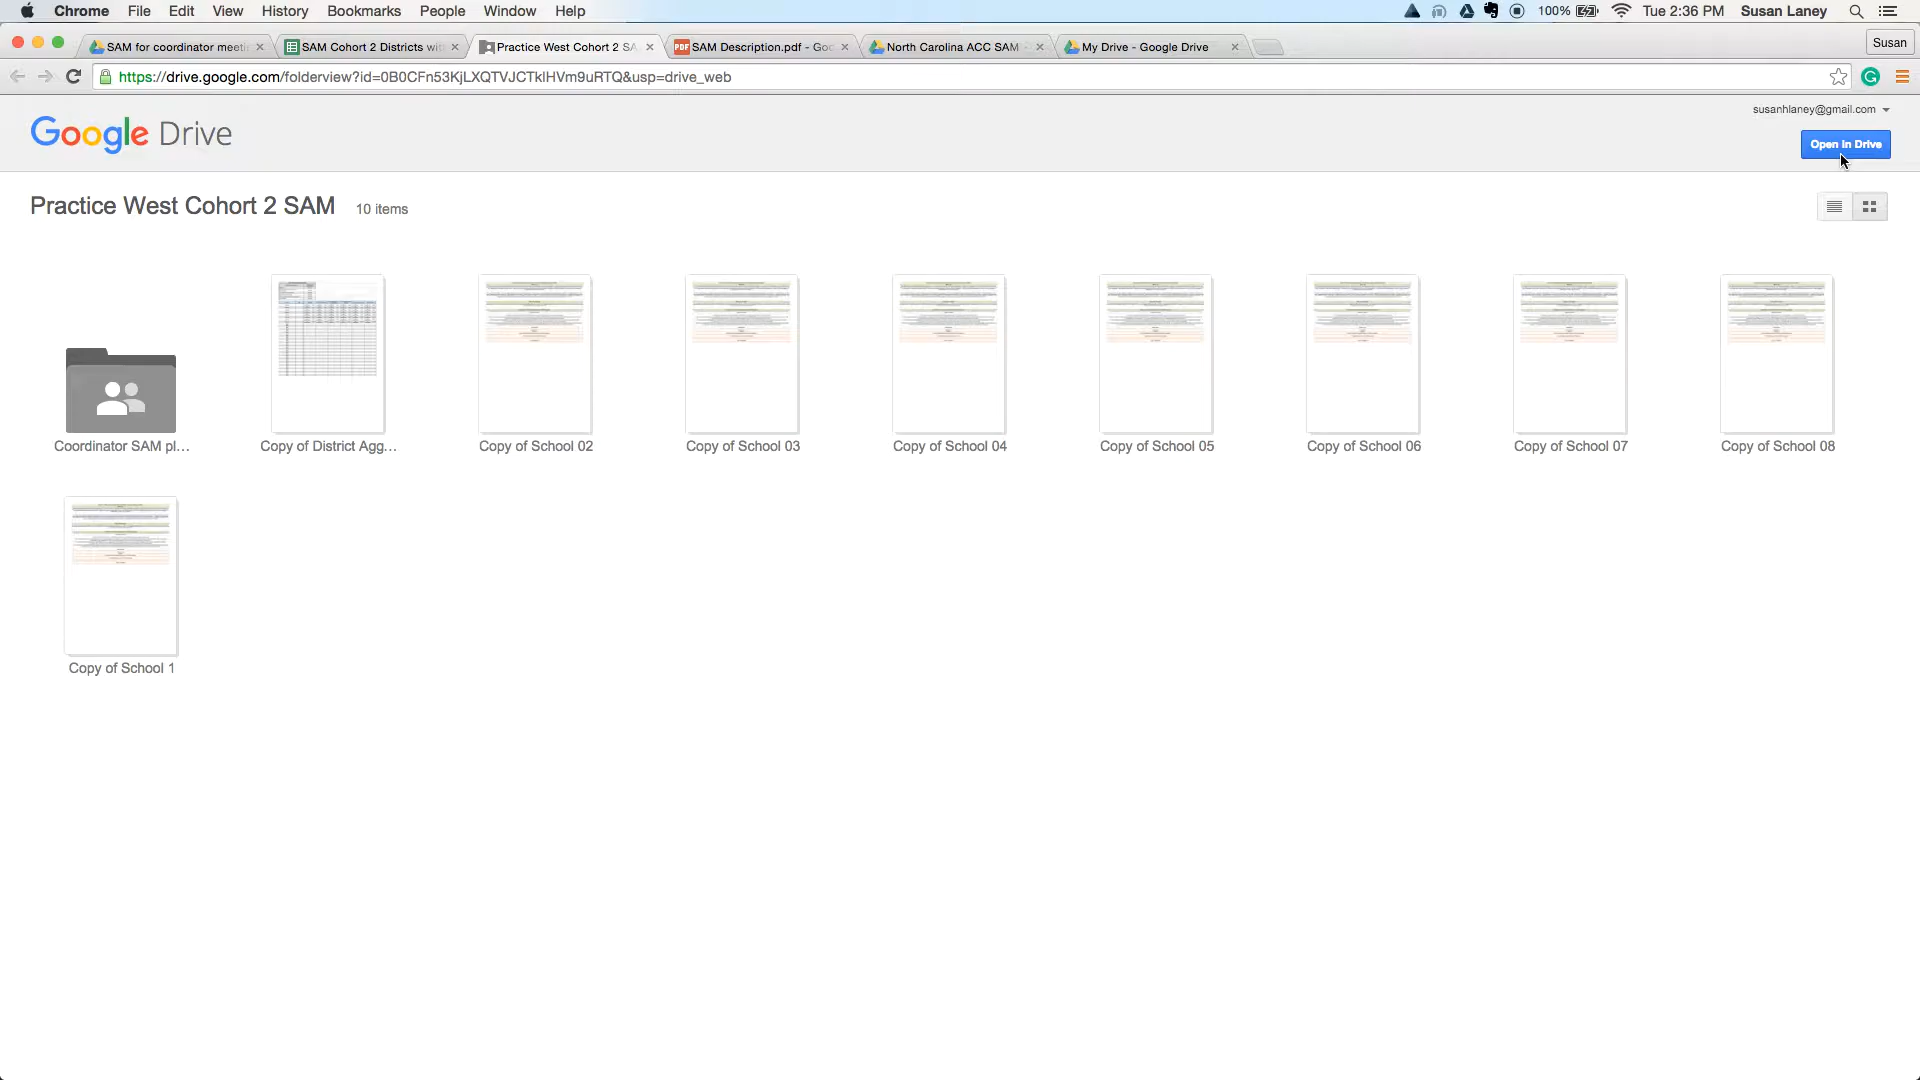 Chrome File Edit View History Bookmarks People Window Help 100% Tue 2:36 PM Susan Laney
SAM for coordinator meeti SAM Cohort 2 Districts wit Practice West Cohort 2 SA PDF SAM Description.pdf - Goo North Carolina ACC SAM - My Drive - Google Drive Susan
https://drive.google.com/folderview?id=0B0CFn53KjLXQTVJCTklHVm9uRTQ&usp=drive_web
susanhlaney@gmail.com
Google Drive
Open in Drive
Practice West Cohort 2 SAM 10 items
Coordinator SAM pl... Copy of District Agg... Copy of School 02 Copy of School 03 Copy of School 04 Copy of School 05 Copy of School 06 Copy of School 07 Copy of School 08
Copy of School 1